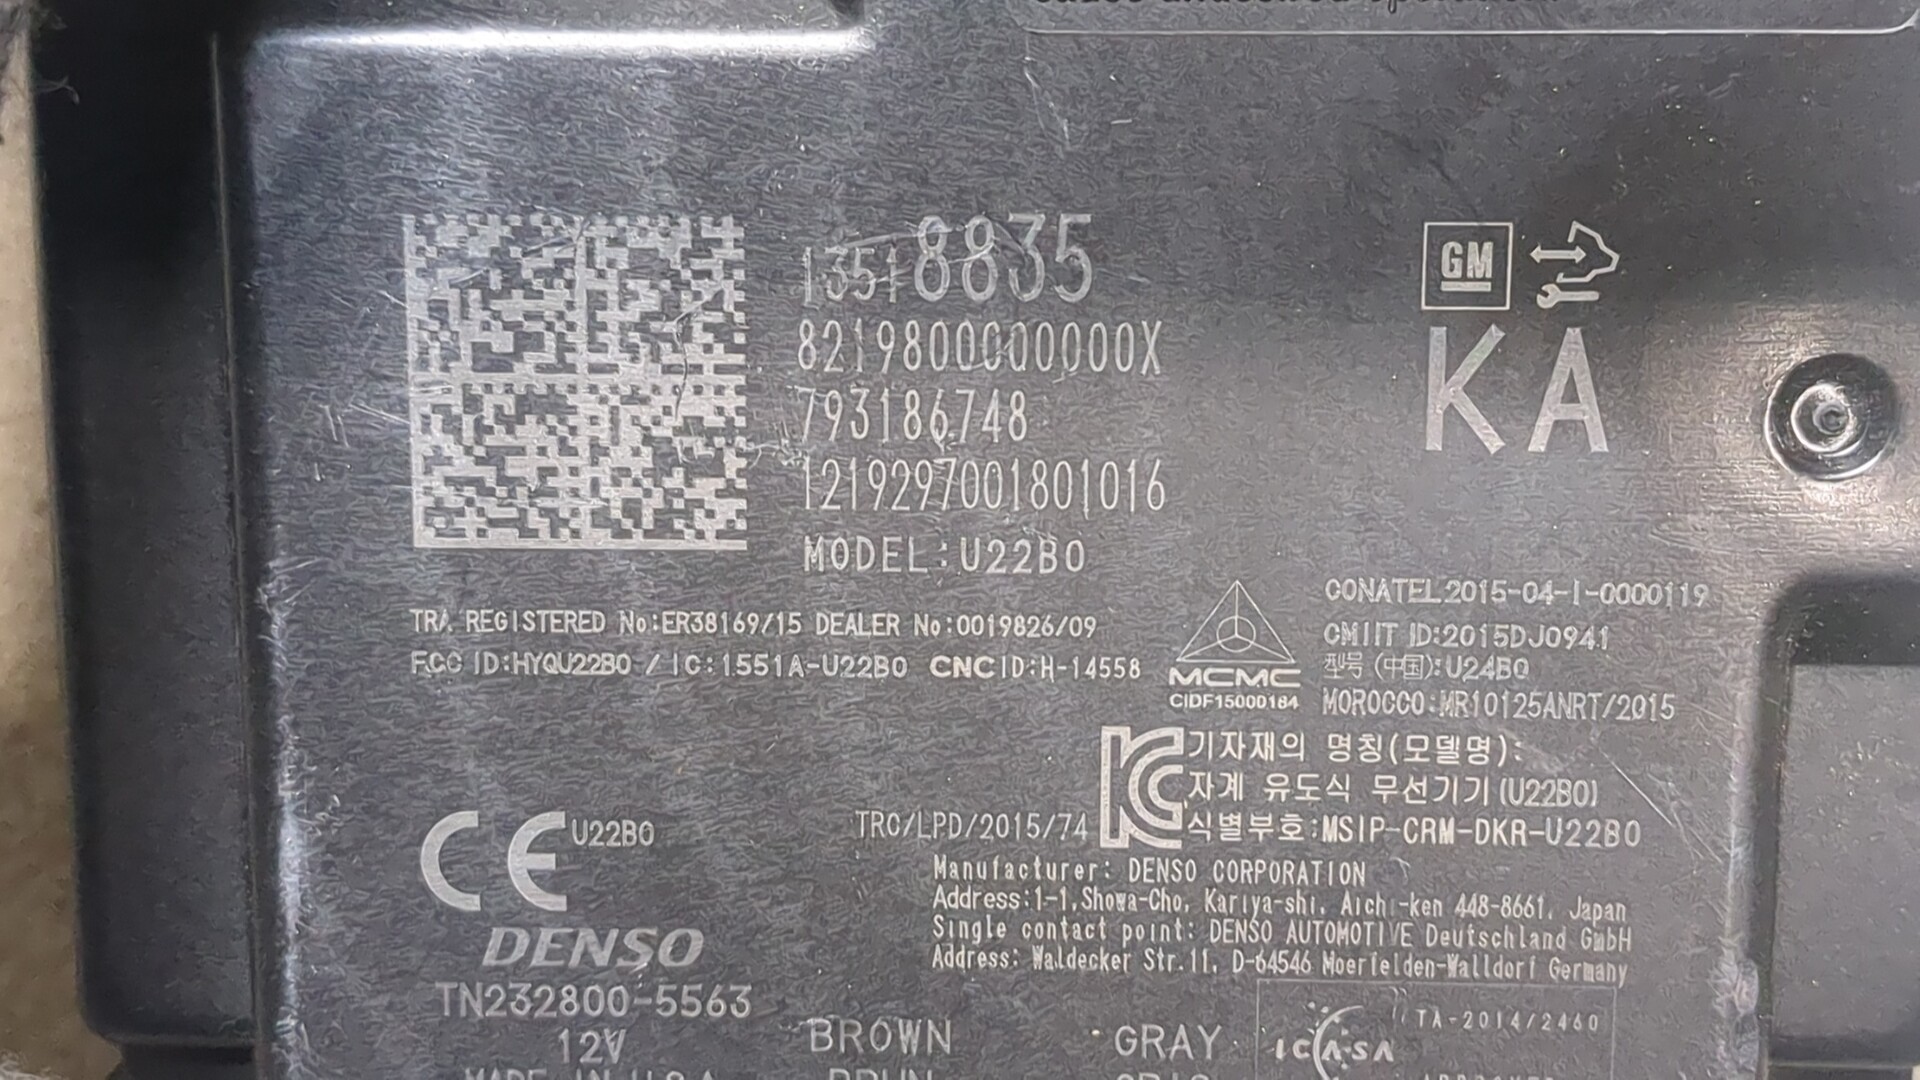 13518835
8219800000000X
793186748
1219297001801016
MODEL:U22B0
GM
KA
TRA REGISTERED No:ER38169/15 DEALER No:0019826/09
FCC ID:HYQU22B0 / IC:1551A-U22B0 CNC ID:H-14558
MCMC
CIDF15000184
CONATEL2015-04-I-0000119
CMIIT ID:2015DJ0941
型号(中国):U24B0
MOROCCO:MR10125ANRT/2015
기자재의 명칭(모델명):
자계 유도식 무선기기(U22B0)
식별부호:MSIP-CRM-DKR-U22B0
CE U22B0
TRC/LPD/2015/74
Manufacturer: DENSO CORPORATION
Address:1-1,Showa-Cho, Kariya-shi, Aichi-ken 448-8661, Japan
Single contact point: DENSO AUTOMOTIVE Deutschland GmbH
Address: Waldecker Str.11, D-64546 Moerfelden-Walldorf Germany
DENSO
TN232800-5563
12V
BROWN
GRAY
ICASA
TA-2014/2460
MADE IN U.S.A.